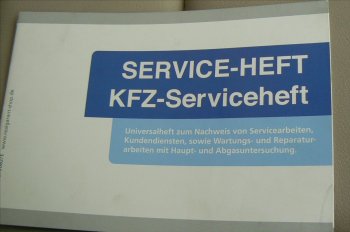 SERVICE-HEFT
KFZ-Serviceheft
Universalheft zum Nachweis von Servicearbeiten,
Kundendiensten, sowie Wartungs- und Reparatur-
arbeiten mit Haupt- und Abgasuntersuchung.